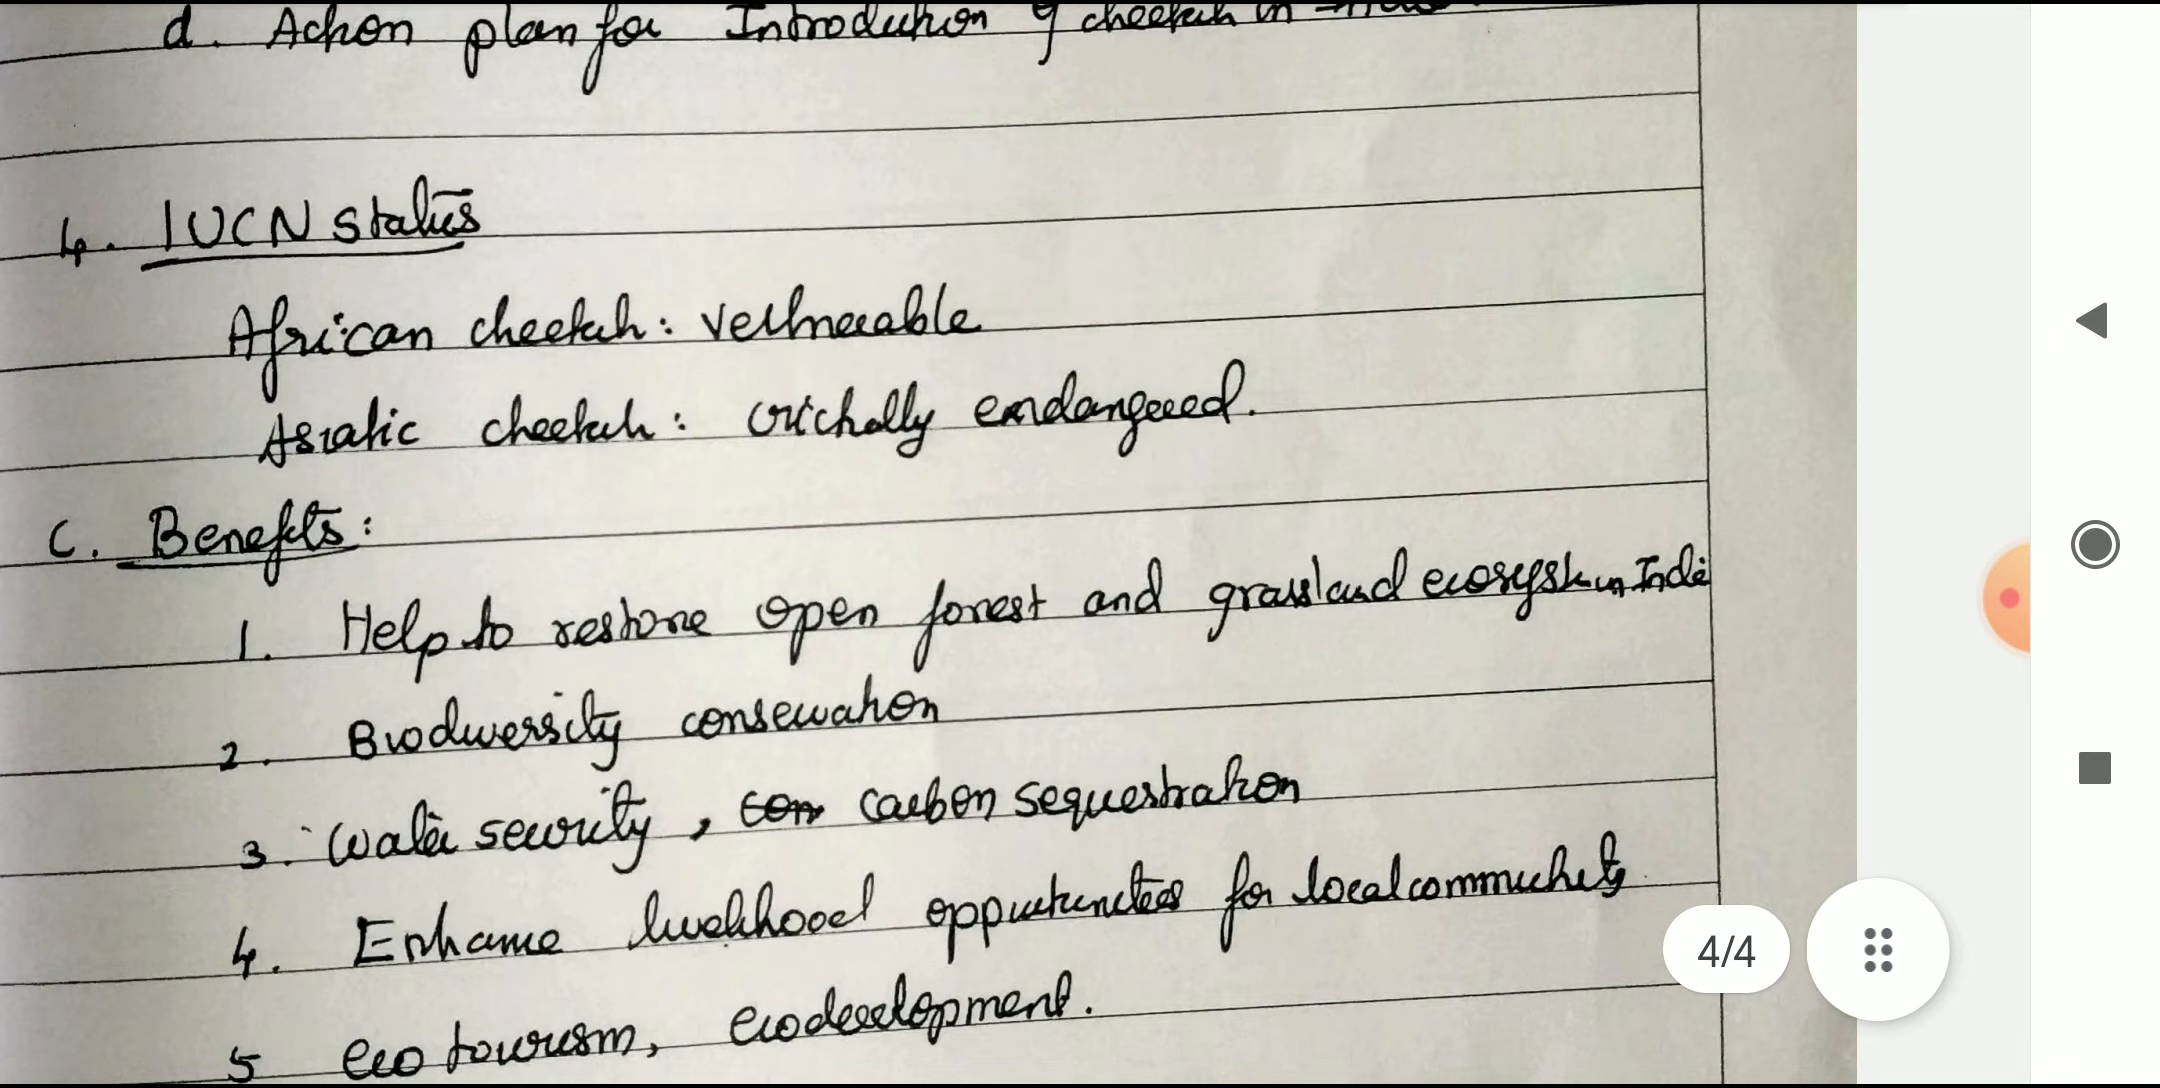 d. Action plan for Introduction of cheetah in India
4. IUCN status
African cheetah: vulnerable
Asiatic cheetah: critically endangered.
C. Benefits:
1. Help to restore open forest and grassland ecosystem in India
2. Biodiversity conservation
3. Water security, carbon sequestration
4. Enhance livelihood opportunities for local communities
5 eco tourism, ecodevelopment.
4/4